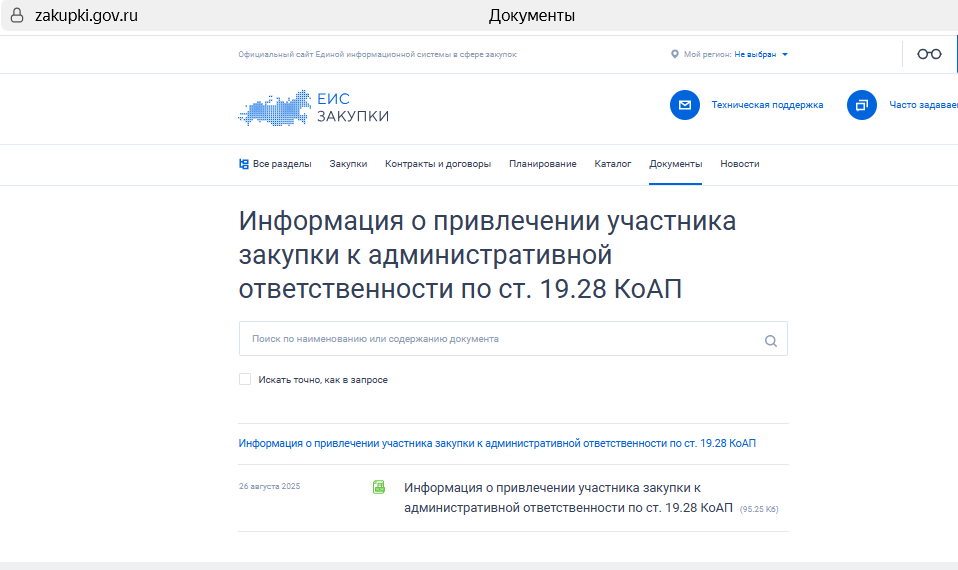 zakupki.gov.ru Документы
Официальный сайт Единой информационной системы в сфере закупок Мой регион: Не выбран
ЕИС
ЗАКУПКИ
Техническая поддержка Часто задавае
Все разделы Закупки Контракты и договоры Планирование Каталог Документы Новости
Информация о привлечении участника
закупки к административной
ответственности по ст. 19.28 КоАП
Поиск по наименованию или содержанию документа
Искать точно, как в запросе
Информация о привлечении участника закупки к административной ответственности по ст. 19.28 КоАП
26 августа 2025 Информация о привлечении участника закупки к
административной ответственности по ст. 19.28 КоАП (95.25 Кб)